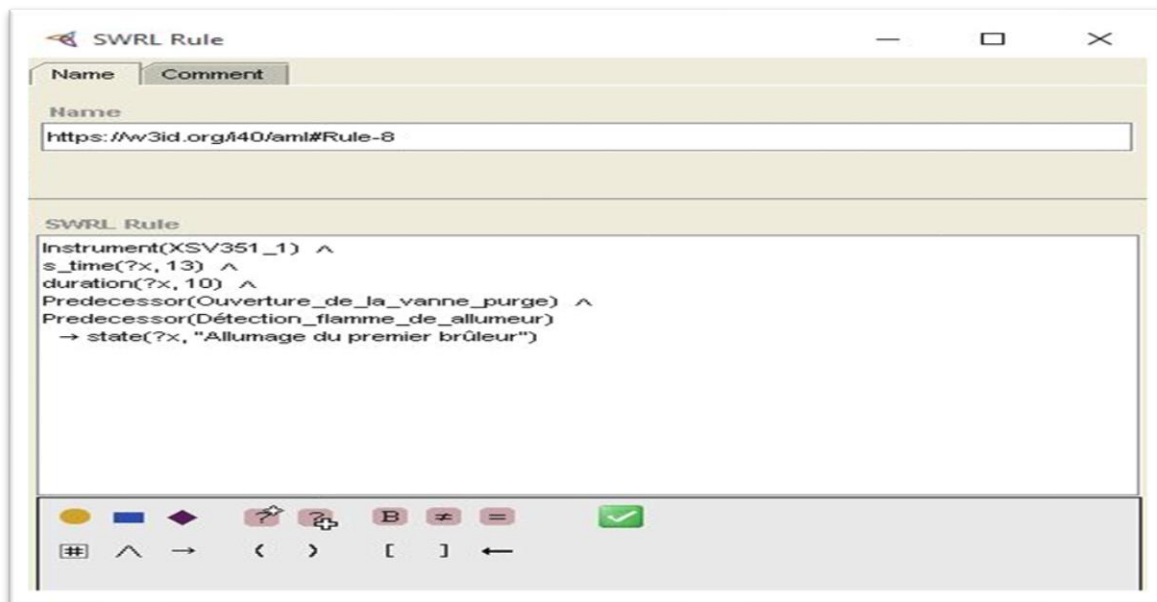 SWRL Rule
Name Comment
Name
https://w3id.org/i40/aml#Rule-8
SWRL Rule
Instrument(XSV351_1) ∧
s_time(?x, 13) ∧
duration(?x, 10) ∧
Predecessor(Ouverture_de_la_vanne_purge) ∧
Predecessor(Détection_flamme_de_allumeur)
→ state(?x, "Allumage du premier brûleur")
? ? B ≠ =
# ∧ → ( ) [ ] ←